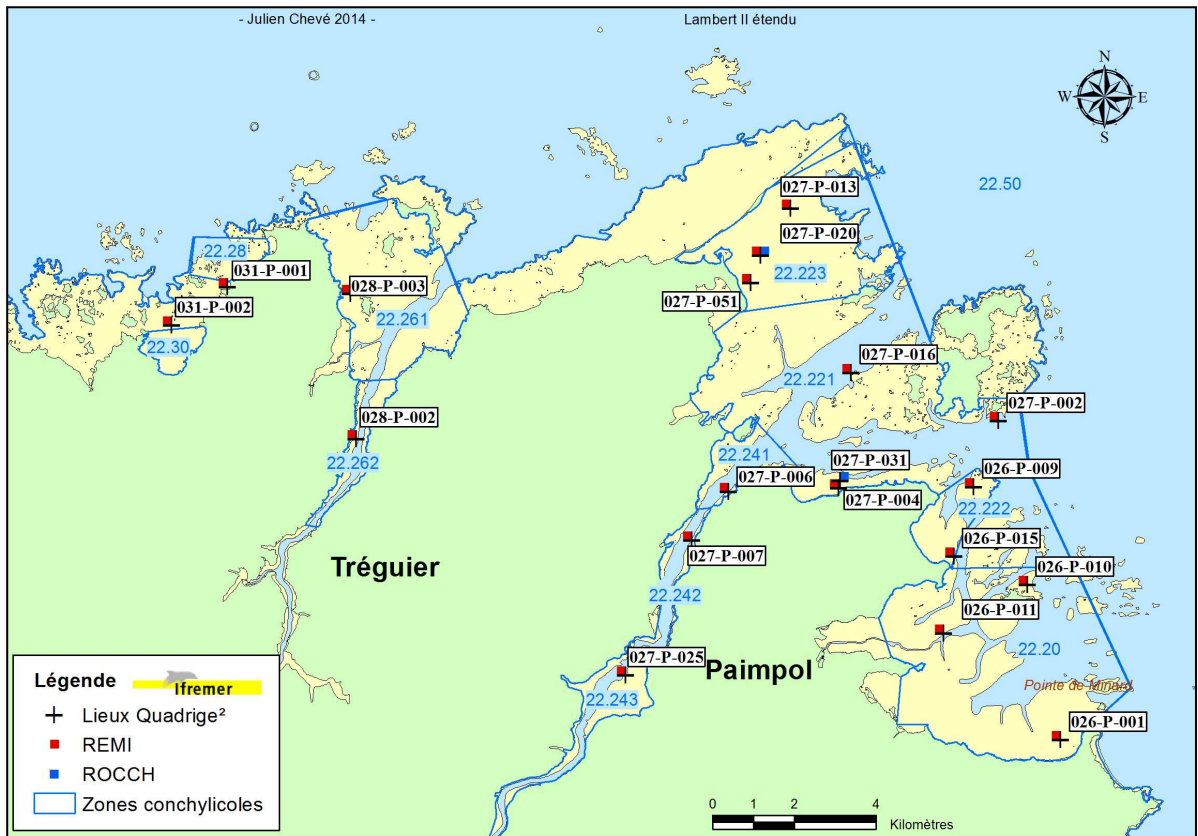 - Julien Chevé 2014 -
Lambert II étendu
N
W
E
S
22.50
027-P-013
027-P-020
22.223
027-P-051
22.28
031-P-001
031-P-002
22.30
028-P-003
22.261
027-P-016
22.221
027-P-002
028-P-002
22.262
22.241
027-P-031
027-P-006
027-P-004
026-P-009
22.222
027-P-007
026-P-015
026-P-010
Tréguier
22.242
026-P-011
22.20
027-P-025
Paimpol
22.243
Pointe de Minard
026-P-001
Légende
Ifremer
Lieux Quadrige²
REMI
ROCCH
Zones conchylicoles
0 1 2 4
Kilomètres